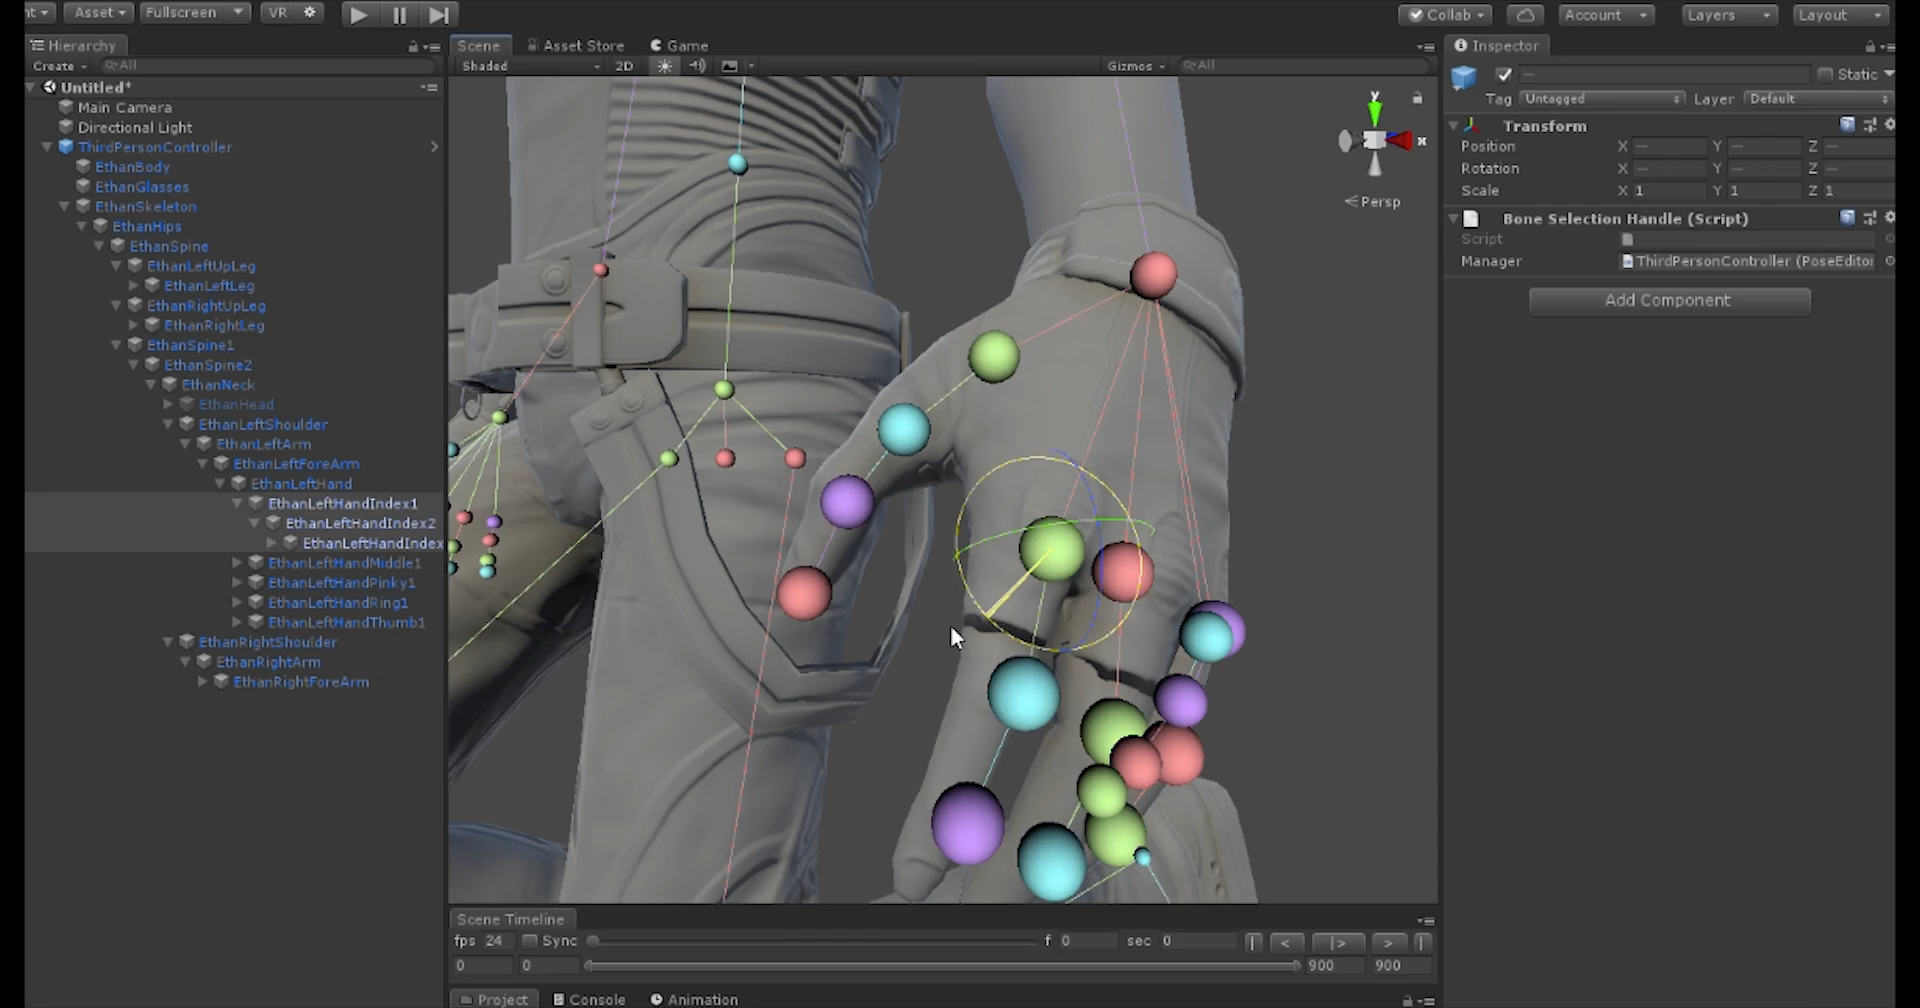 nt Asset Fullscreen VR Collab Account Layers Layout
Hierarchy
Create All
Untitled*
Main Camera
Directional Light
ThirdPersonController
EthanBody
EthanGlasses
EthanSkeleton
EthanHips
EthanSpine
EthanLeftUpLeg
EthanLeftLeg
EthanRightUpLeg
EthanRightLeg
EthanSpine1
EthanSpine2
EthanNeck
EthanHead
EthanLeftShoulder
EthanLeftArm
EthanLeftForeArm
EthanLeftHand
EthanLeftHandIndex1
EthanLeftHandIndex2
EthanLeftHandIndex
EthanLeftHandMiddle1
EthanLeftHandPinky1
EthanLeftHandRing1
EthanLeftHandThumb1
EthanRightShoulder
EthanRightArm
EthanRightForeArm
Scene Asset Store Game
Shaded 2D Gizmos All
y
x
< Persp
Scene Timeline
fps 24 Sync f 0 sec 0 | < |> > |
0 0 900 900
Project Console Animation
Inspector
— Static
Tag Untagged Layer Default
Transform
Position X — Y — Z —
Rotation X — Y — Z —
Scale X 1 Y 1 Z 1
Bone Selection Handle (Script)
Script
Manager ThirdPersonController (PoseEditor
Add Component